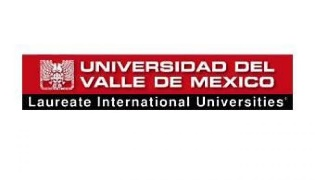 UNIVERSIDAD DEL
VALLE DE MEXICO
Laureate International Universities